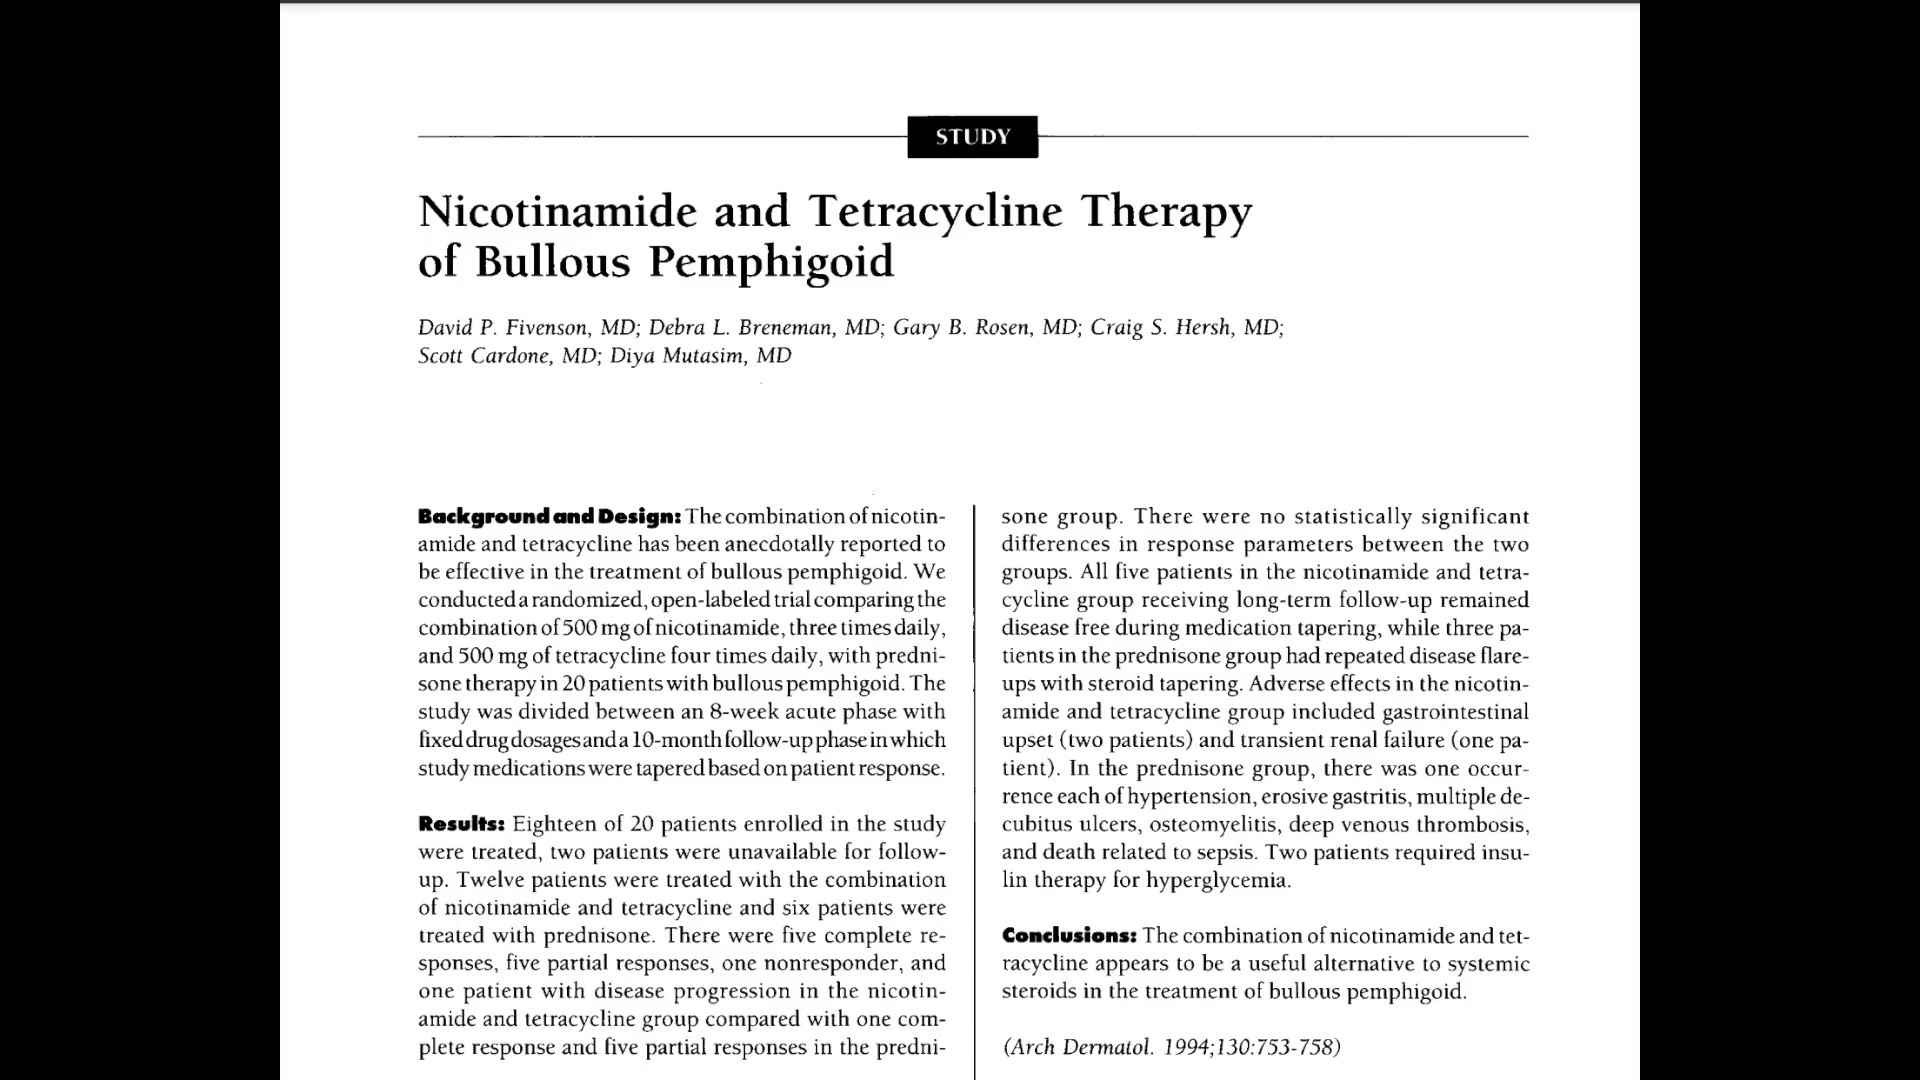 STUDY
Nicotinamide and Tetracycline Therapy
of Bullous Pemphigoid
David P. Fivenson, MD; Debra L. Breneman, MD; Gary B. Rosen, MD; Craig S. Hersh, MD;
Scott Cardone, MD; Diya Mutasim, MD
Background and Design: The combination of nicotin-
amide and tetracycline has been anecdotally reported to
be effective in the treatment of bullous pemphigoid. We
conducted a randomized, open-labeled trial comparing the
combination of 500 mg of nicotinamide, three times daily,
and 500 mg of tetracycline four times daily, with predni-
sone therapy in 20 patients with bullous pemphigoid. The
study was divided between an 8-week acute phase with
fixed drug dosages and a 10-month follow-up phase in which
study medications were tapered based on patient response.
Results: Eighteen of 20 patients enrolled in the study
were treated, two patients were unavailable for follow-
up. Twelve patients were treated with the combination
of nicotinamide and tetracycline and six patients were
treated with prednisone. There were five complete re-
sponses, five partial responses, one nonresponder, and
one patient with disease progression in the nicotin-
amide and tetracycline group compared with one com-
plete response and five partial responses in the predni-
sone group. There were no statistically significant
differences in response parameters between the two
groups. All five patients in the nicotinamide and tetra-
cycline group receiving long-term follow-up remained
disease free during medication tapering, while three pa-
tients in the prednisone group had repeated disease flare-
ups with steroid tapering. Adverse effects in the nicotin-
amide and tetracycline group included gastrointestinal
upset (two patients) and transient renal failure (one pa-
tient). In the prednisone group, there was one occur-
rence each of hypertension, erosive gastritis, multiple de-
cubitus ulcers, osteomyelitis, deep venous thrombosis,
and death related to sepsis. Two patients required insu-
lin therapy for hyperglycemia.
Conclusions: The combination of nicotinamide and tet-
racycline appears to be a useful alternative to systemic
steroids in the treatment of bullous pemphigoid.
(Arch Dermatol. 1994;130:753-758)